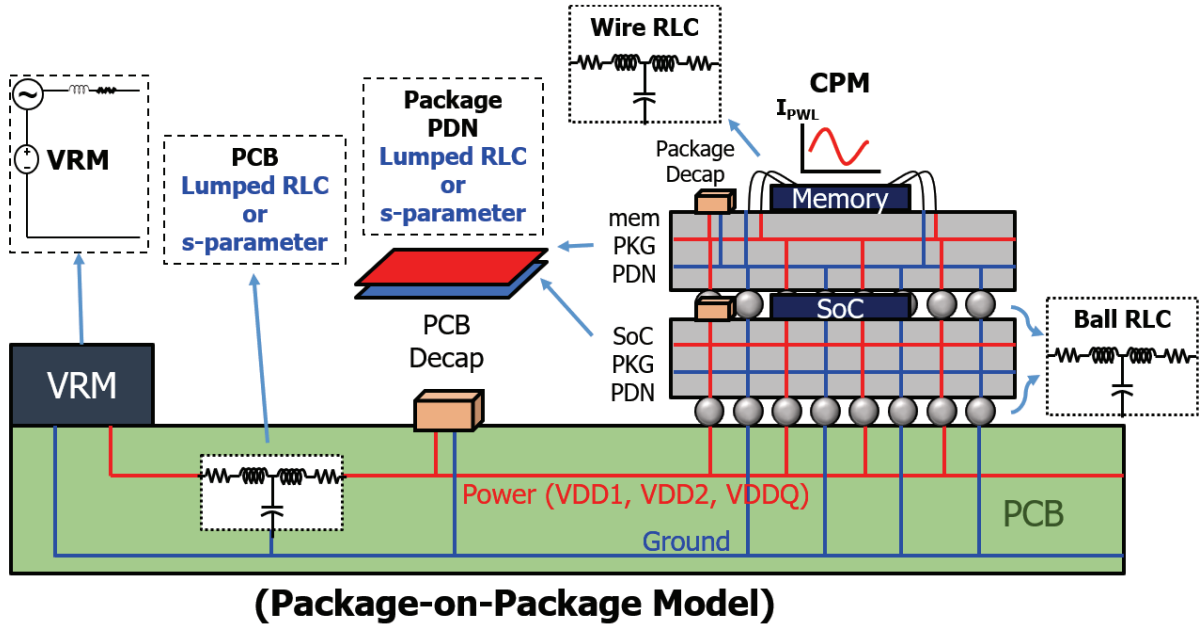 Wire RLC
CPM
I_PWL
VRM
PCB
Lumped RLC
or
s-parameter
Package
PDN
Lumped RLC
or
s-parameter
Package
Decap
Memory
mem
PKG
PDN
SoC
SoC
PKG
PDN
Ball RLC
PCB
Decap
VRM
Power (VDD1, VDD2, VDDQ)
PCB
Ground
(Package-on-Package Model)